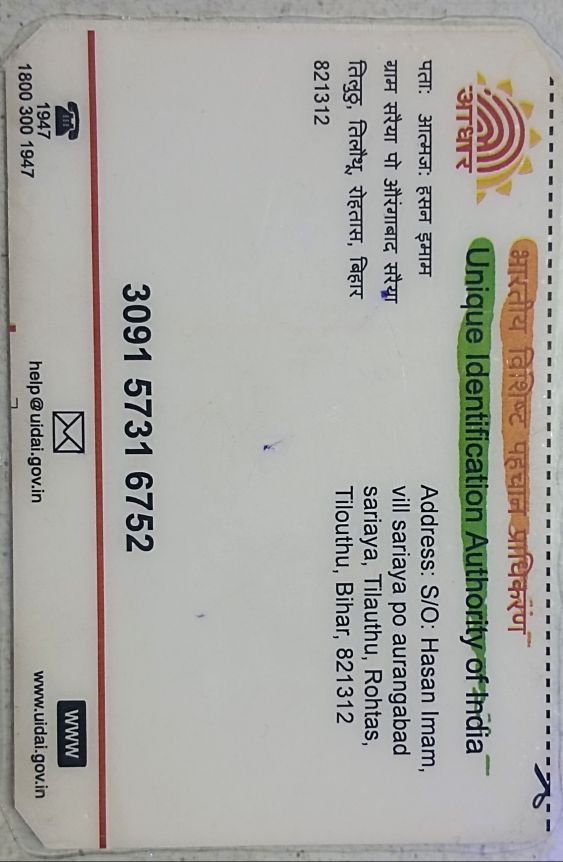 भारतीय विशिष्ट पहचान प्राधिकरण
आधार
Unique Identification Authority of India
पता: आत्मज: हसन इमाम
ग्राम सरैया पो औरंगाबाद सरैया
तिलुठु, तिलौथू, रोहतास, बिहार
821312
Address: S/O: Hasan Imam,
vill sariaya po aurangabad
sariaya, Tilauthu, Rohtas,
Tilouthu, Bihar, 821312
3091 5731 6752
1947
1800 300 1947
help@uidai.gov.in
www
www.uidai.gov.in